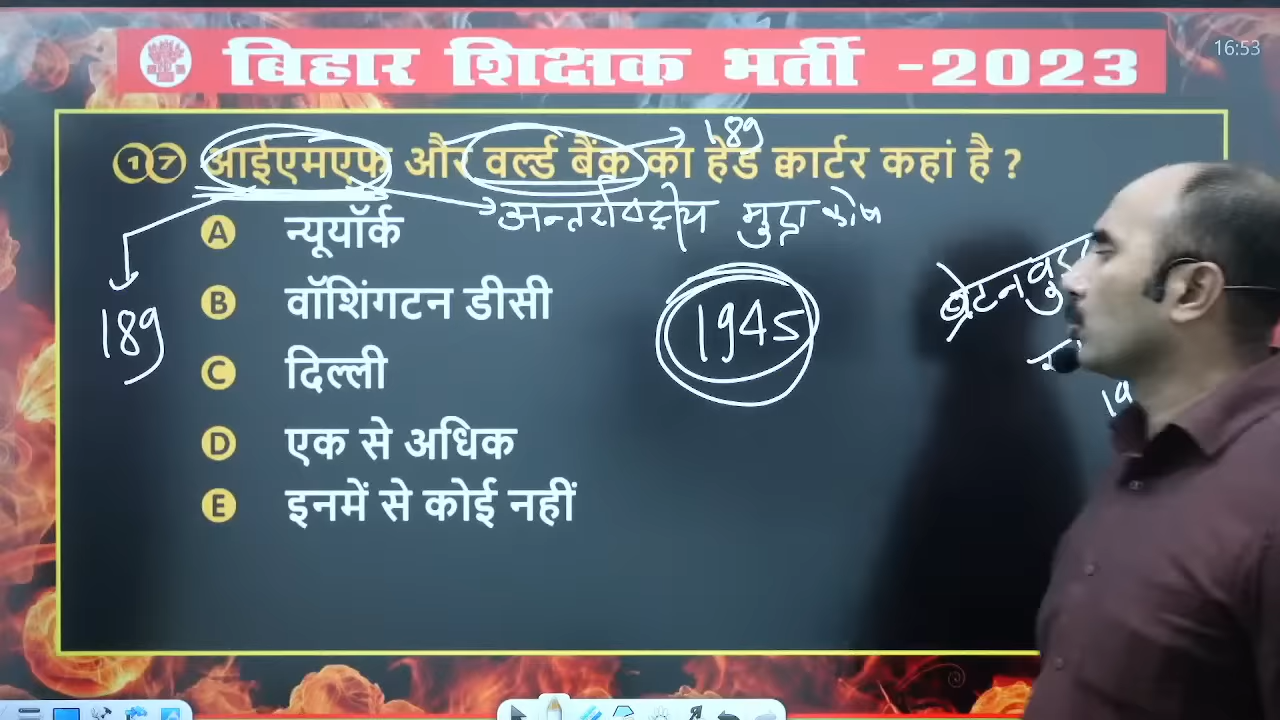 16:53
बिहार शिक्षक भर्ती -2023
189
17 आईएमएफ और वर्ल्ड बैंक का हैड क्वार्टर कहां है ?
अन्तर्राष्ट्रीय मुद्रा कोष
A न्यूयॉर्क
189
B वॉशिंगटन डीसी
1945
ब्रेटनवुड
C दिल्ली
D एक से अधिक
E इनमें से कोई नहीं